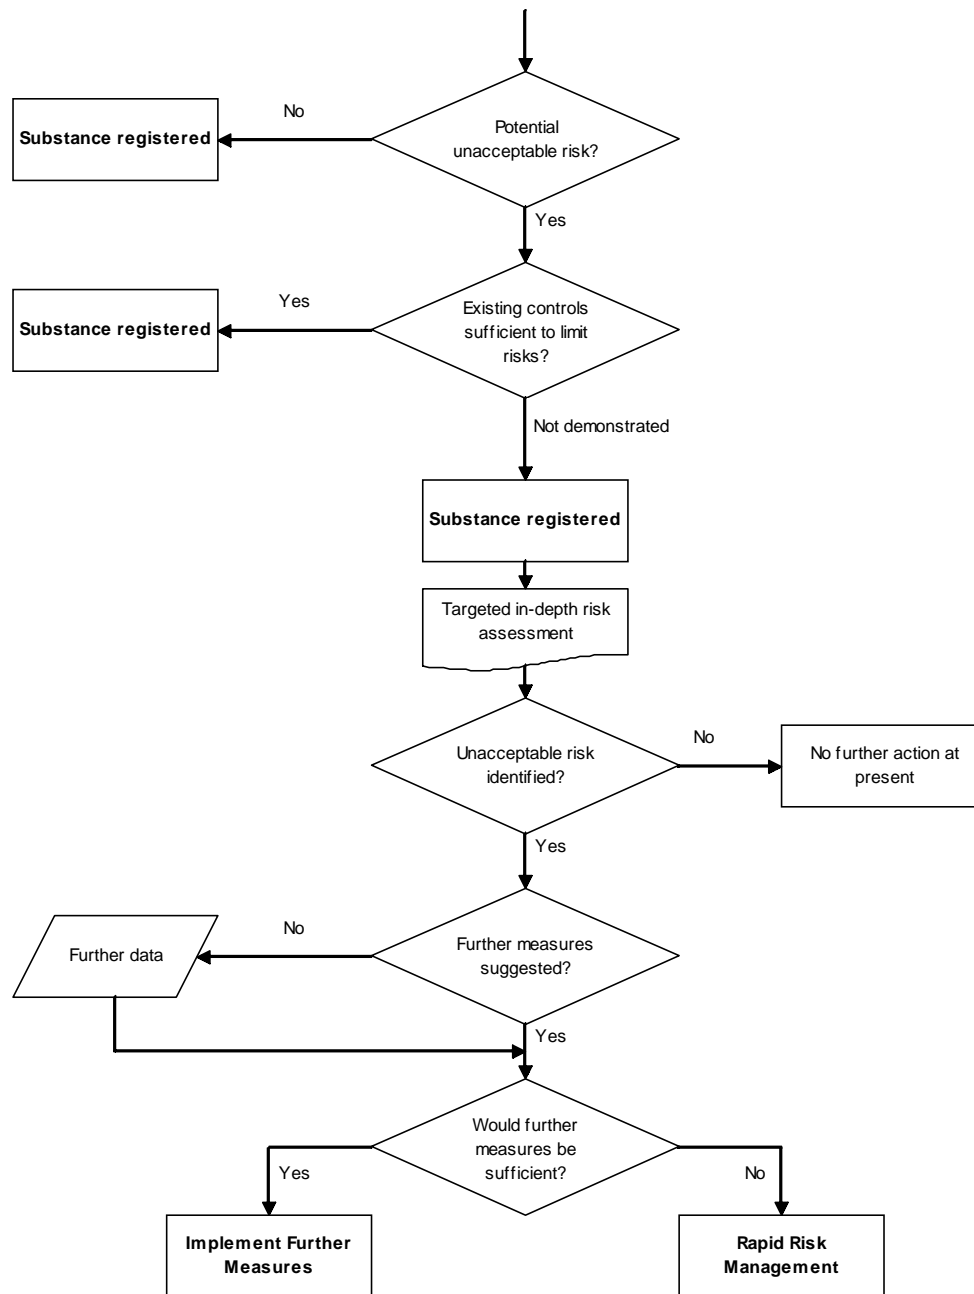 No
Potential
unacceptable risk?
Substance registered
Yes
Yes
Existing controls
sufficient to limit
risks?
Substance registered
Not demonstrated
Substance registered
Targeted in-depth risk
assessment
Unacceptable risk
identified?
No
No further action at
present
Yes
No
Further measures
suggested?
Further data
Yes
Would further
measures be
sufficient?
Yes
No
Implement Further
Measures
Rapid Risk
Management